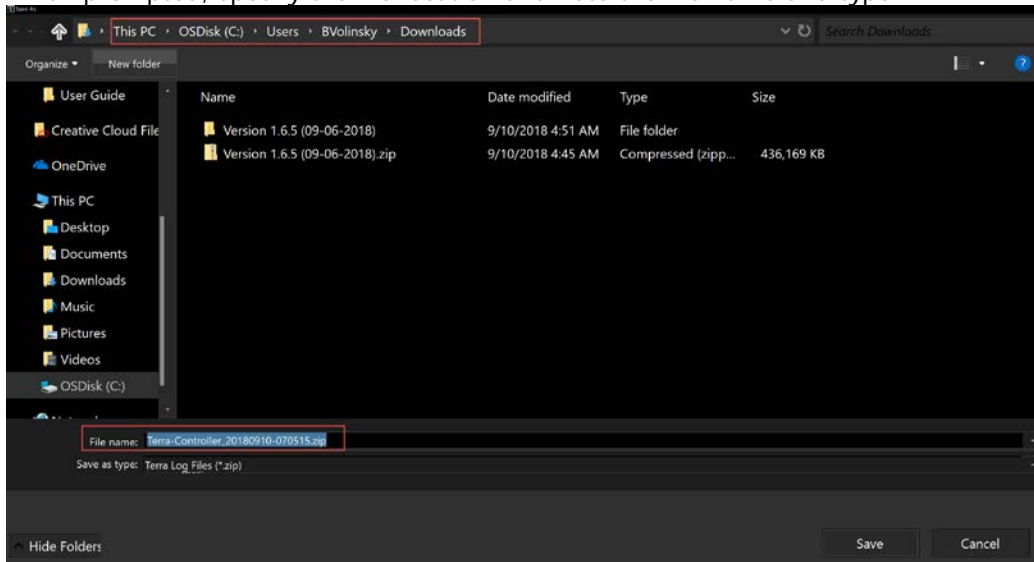 Save As
This PC › OSDisk (C:) › Users › BVolinsky › Downloads
Search Downloads
Organize
New folder
User Guide
Creative Cloud File
OneDrive
This PC
Desktop
Documents
Downloads
Music
Pictures
Videos
OSDisk (C:)
Name Date modified Type Size
Version 1.6.5 (09-06-2018) 9/10/2018 4:51 AM File folder
Version 1.6.5 (09-06-2018).zip 9/10/2018 4:45 AM Compressed (zipp... 436,169 KB
File name: Terra-Controller_20180910-070515.zip
Save as type: Terra Log Files (*.zip)
Hide Folders
Save
Cancel